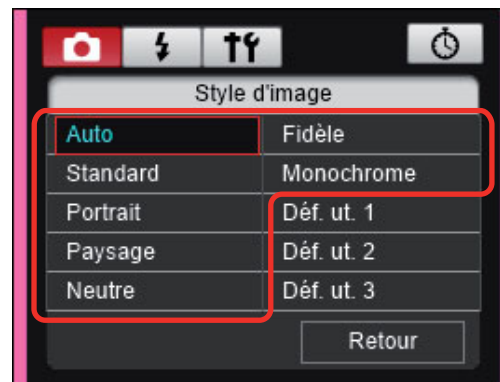 Style d'image
Auto Fidèle
Standard Monochrome
Portrait Déf. ut. 1
Paysage Déf. ut. 2
Neutre Déf. ut. 3
Retour